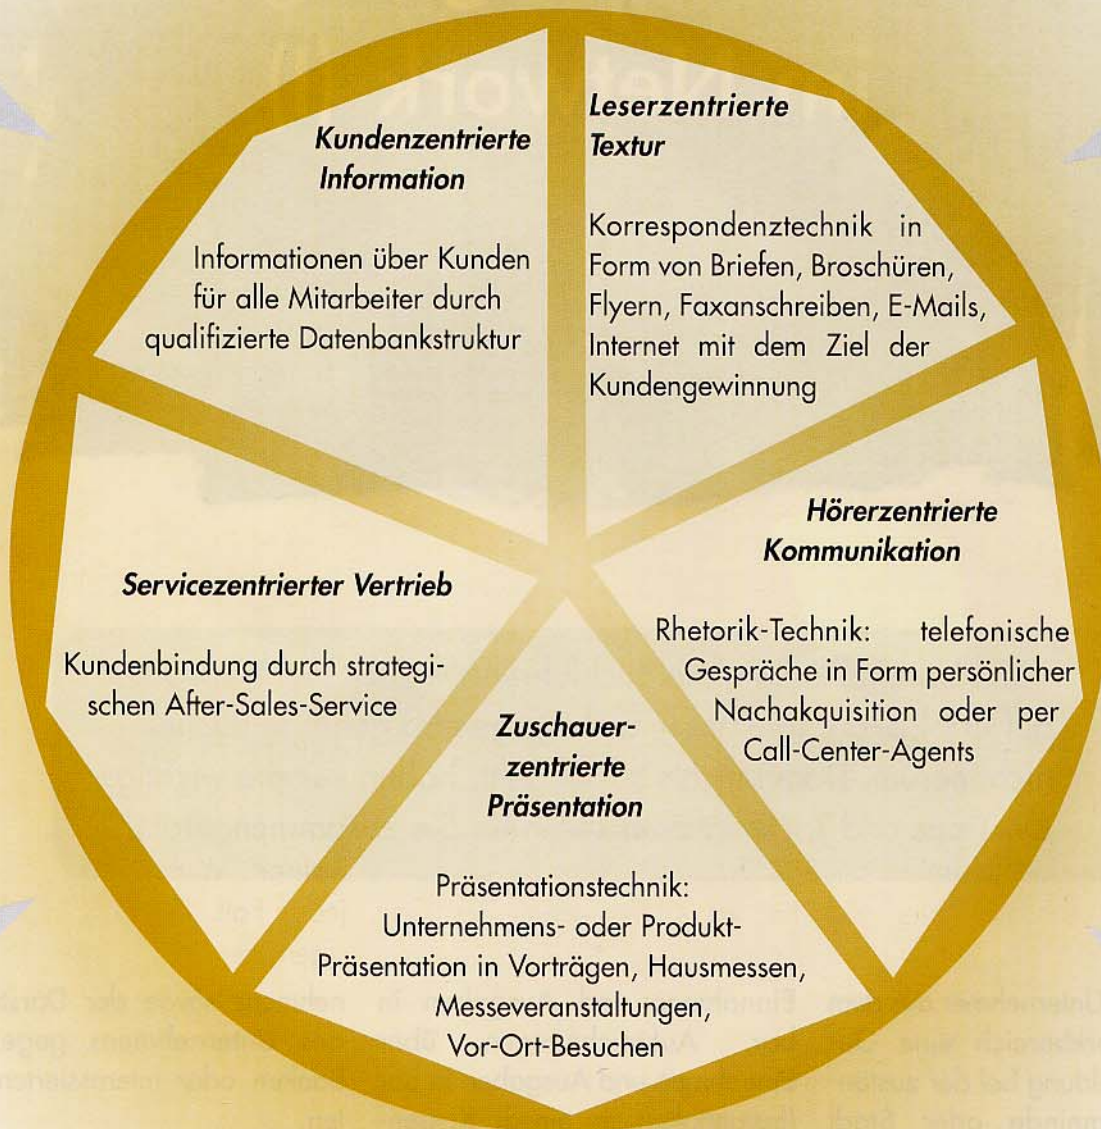 Kundenzentrierte
Information
Informationen über Kunden
für alle Mitarbeiter durch
qualifizierte Datenbankstruktur
Leserzentrierte
Textur
Korrespondenztechnik in
Form von Briefen, Broschüren,
Flyern, Faxanschreiben, E-Mails,
Internet mit dem Ziel der
Kundengewinnung
Hörerzentrierte
Kommunikation
Rhetorik-Technik: telefonische
Gespräche in Form persönlicher
Nachakquisition oder per
Call-Center-Agents
Zuschauer-
zentrierte
Präsentation
Präsentationstechnik:
Unternehmens- oder Produkt-
Präsentation in Vorträgen, Hausmessen,
Messeveranstaltungen,
Vor-Ort-Besuchen
Servicezentrierter Vertrieb
Kundenbindung durch strategi-
schen After-Sales-Service